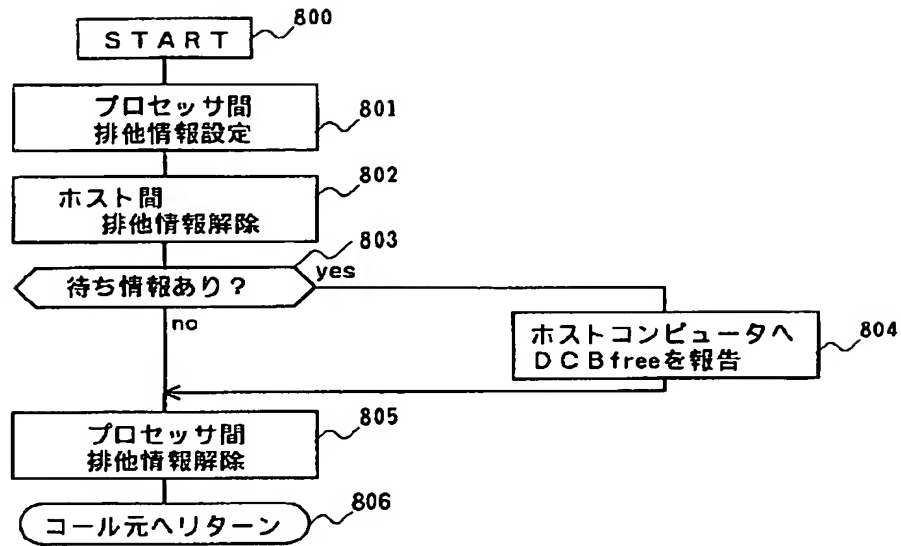 START
800
プロセッサ間
排他情報設定
801
ホスト間
排他情報解除
802
待ち情報あり？
803
yes
no
ホストコンピュータへ
DCBfreeを報告
804
プロセッサ間
排他情報解除
805
コール元へリターン
806